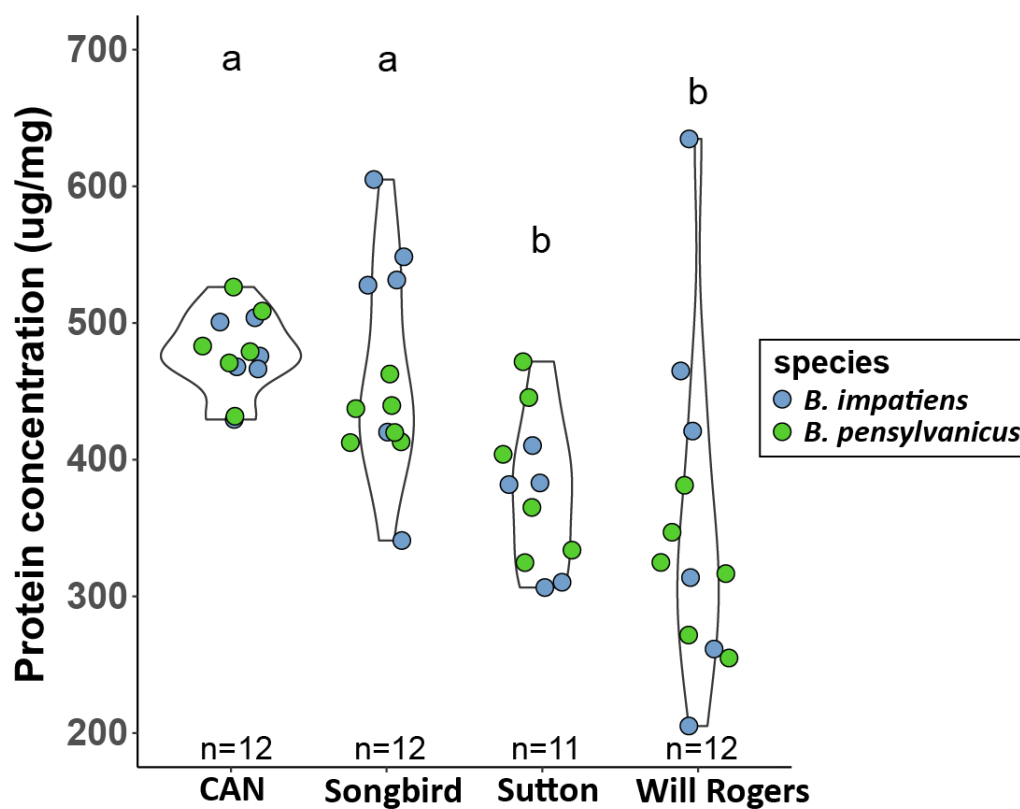 Protein concentration (ug/mg)
700
600
500
400
300
200
a
a
b
b
n=12
n=12
n=11
n=12
CAN
Songbird
Sutton
Will Rogers
species
B. impatiens
B. pensylvanicus